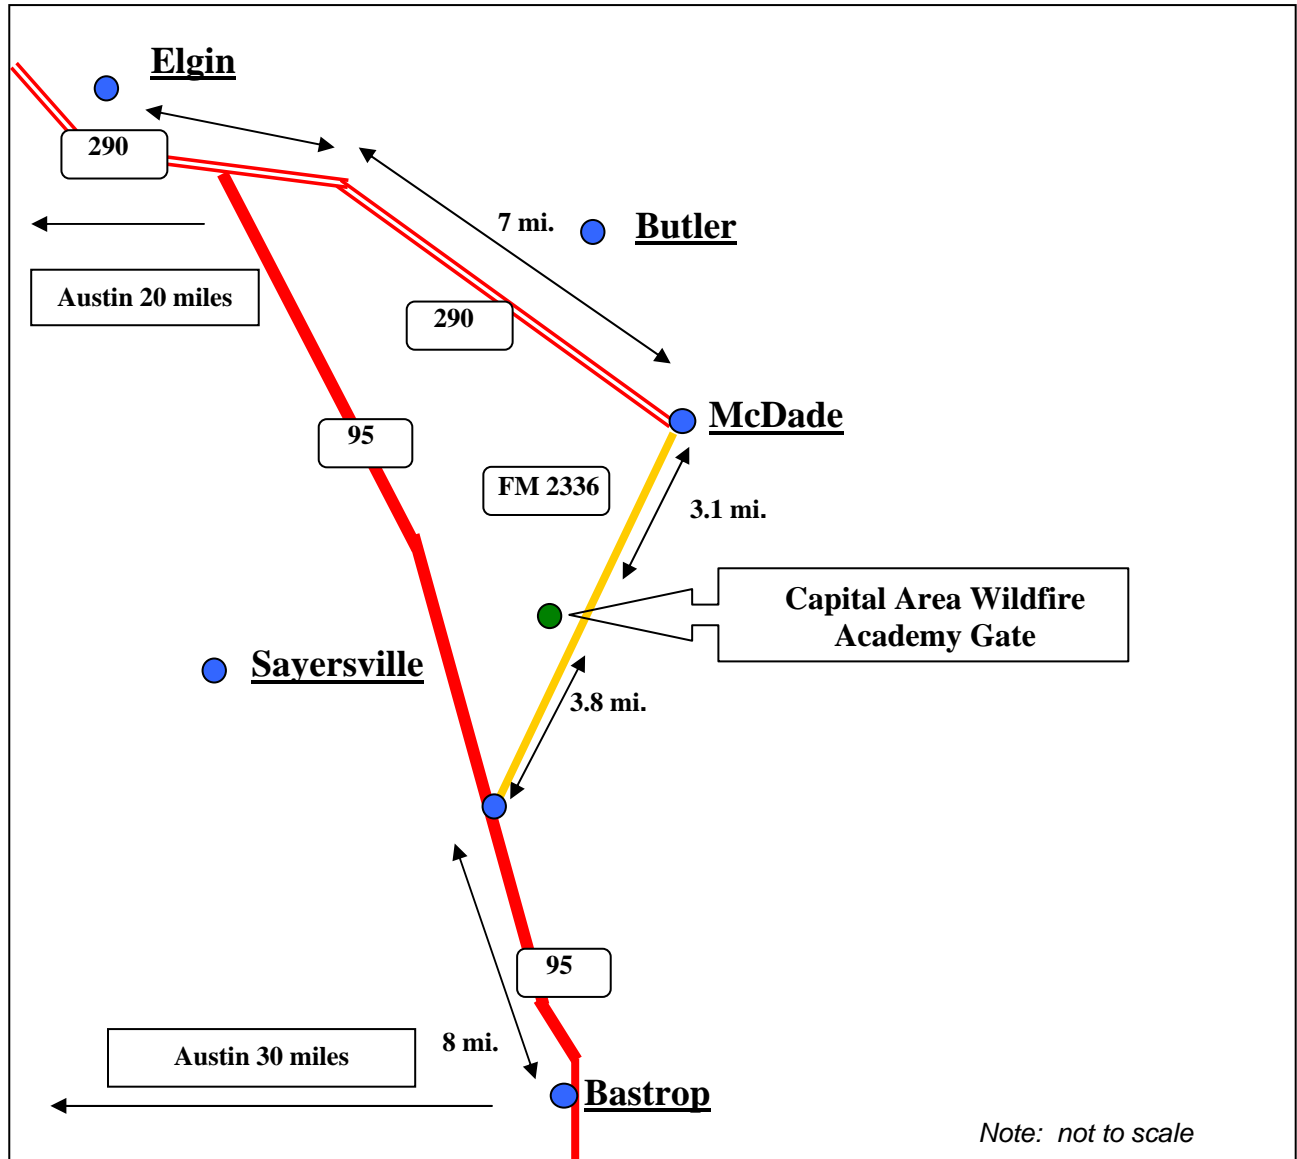 Elgin
290
7 mi.
Butler
Austin 20 miles
290
McDade
95
FM 2336
3.1 mi.
Capital Area Wildfire
Academy Gate
Sayersville
3.8 mi.
95
8 mi.
Austin 30 miles
Bastrop
Note: not to scale